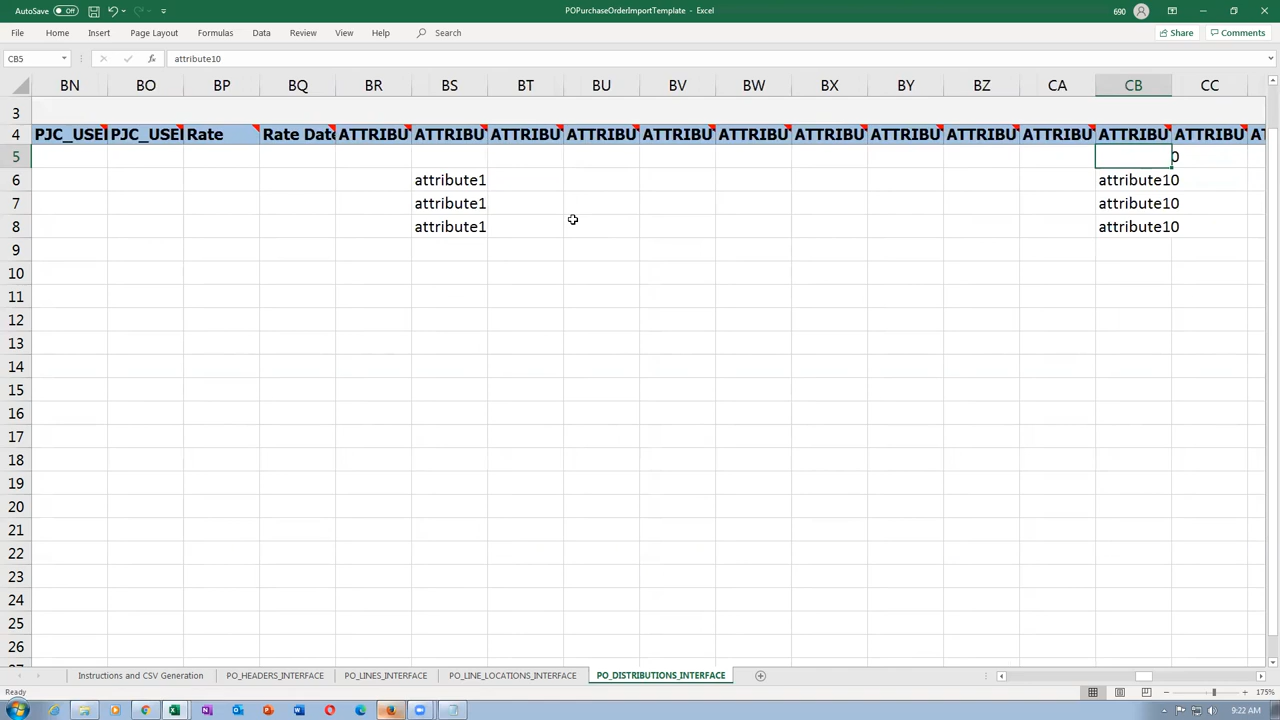 AutoSave Off
POPurchaseOrderImportTemplate - Excel
690
File Home Insert Page Layout Formulas Data Review View Help Search Share Comments
CB5 fx attribute10
BN BO BP BQ BR BS BT BU BV BW BX BY BZ CA CB CC
3
4 PJC_USEI PJC_USEI Rate Rate Date ATTRIBU ATTRIBU ATTRIBU ATTRIBU ATTRIBU ATTRIBU ATTRIBU ATTRIBU ATTRIBU ATTRIBU ATTRIBU ATTRIBU AT
5 0
6 attribute1 attribute10
7 attribute1 attribute10
8 attribute1 attribute10
9
10
11
12
13
14
15
16
17
18
19
20
21
22
23
24
25
26
27
Instructions and CSV Generation PO_HEADERS_INTERFACE PO_LINES_INTERFACE PO_LINE_LOCATIONS_INTERFACE PO_DISTRIBUTIONS_INTERFACE
Ready 175%
9:22 AM